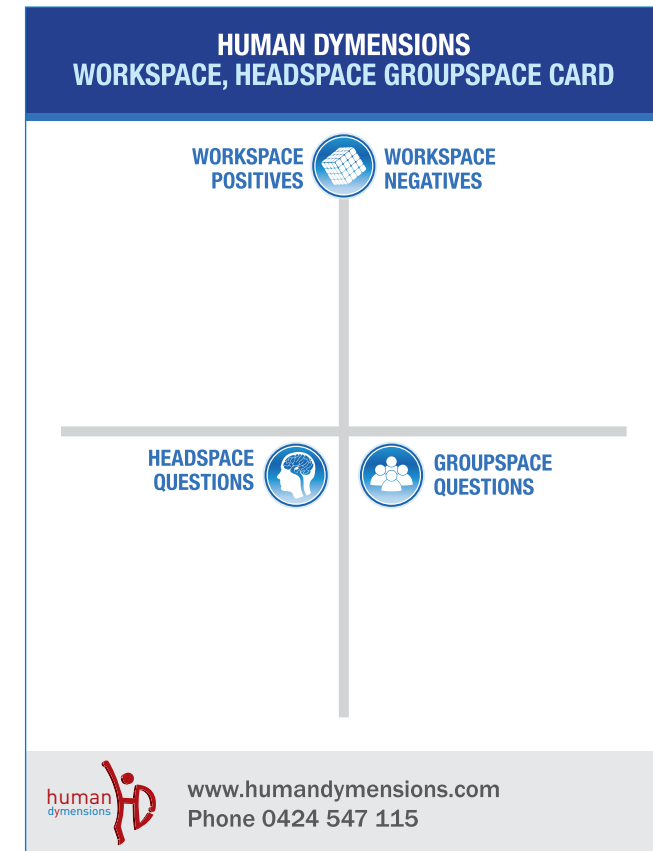 HUMAN DYMENSIONS
WORKSPACE, HEADSPACE GROUPSPACE CARD
WORKSPACE
POSITIVES
WORKSPACE
NEGATIVES
HEADSPACE
QUESTIONS
GROUPSPACE
QUESTIONS
human
dymensions
HD
www.humandymensions.com
Phone 0424 547 115